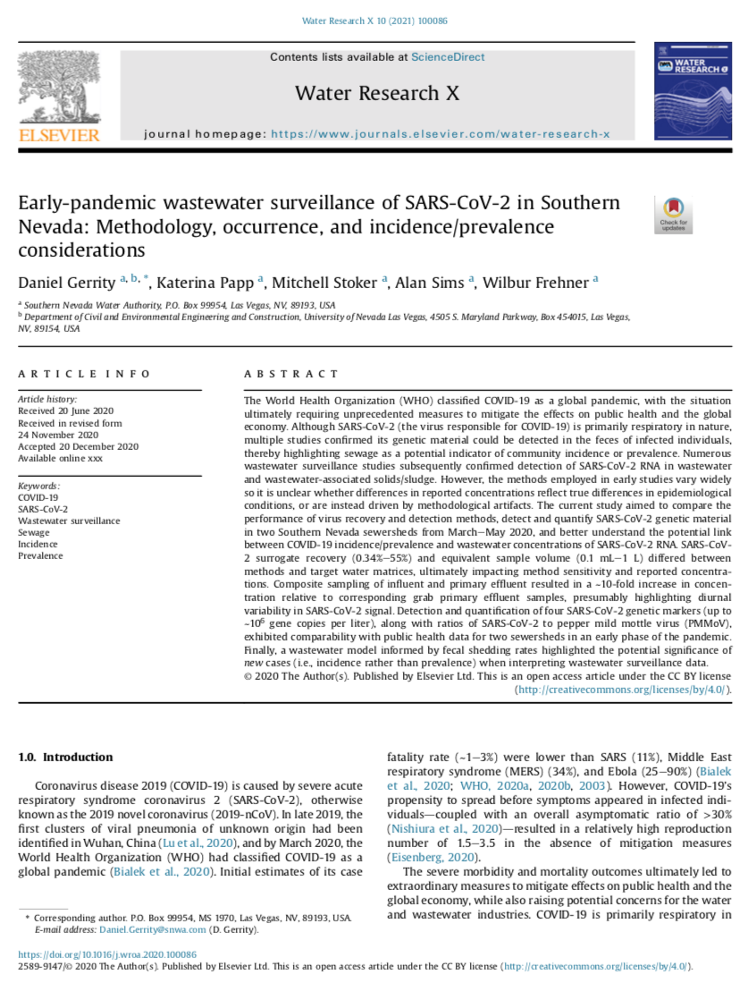 Water Research X 10 (2021) 100086
Contents lists available at ScienceDirect
Water Research X
journal homepage: https://www.journals.elsevier.com/water-research-x
ELSEVIER
WATER
RESEARCH
Early-pandemic wastewater surveillance of SARS-CoV-2 in Southern
Nevada: Methodology, occurrence, and incidence/prevalence
considerations
Check for
updates
Daniel Gerrity a, b, *, Katerina Papp a, Mitchell Stoker a, Alan Sims a, Wilbur Frehner a
a Southern Nevada Water Authority, P.O. Box 99954, Las Vegas, NV, 89193, USA
b Department of Civil and Environmental Engineering and Construction, University of Nevada Las Vegas, 4505 S. Maryland Parkway, Box 454015, Las Vegas,
NV, 89154, USA
ARTICLE INFO
Article history:
Received 20 June 2020
Received in revised form
24 November 2020
Accepted 20 December 2020
Available online xxx
Keywords:
COVID-19
SARS-CoV-2
Wastewater surveillance
Sewage
Incidence
Prevalence
ABSTRACT
The World Health Organization (WHO) classified COVID-19 as a global pandemic, with the situation
ultimately requiring unprecedented measures to mitigate the effects on public health and the global
economy. Although SARS-CoV-2 (the virus responsible for COVID-19) is primarily respiratory in nature,
multiple studies confirmed its genetic material could be detected in the feces of infected individuals,
thereby highlighting sewage as a potential indicator of community incidence or prevalence. Numerous
wastewater surveillance studies subsequently confirmed detection of SARS-CoV-2 RNA in wastewater
and wastewater-associated solids/sludge. However, the methods employed in early studies vary widely
so it is unclear whether differences in reported concentrations reflect true differences in epidemiological
conditions, or are instead driven by methodological artifacts. The current study aimed to compare the
performance of virus recovery and detection methods, detect and quantify SARS-CoV-2 genetic material
in two Southern Nevada sewersheds from March–May 2020, and better understand the potential link
between COVID-19 incidence/prevalence and wastewater concentrations of SARS-CoV-2 RNA. SARS-CoV-
2 surrogate recovery (0.34%–55%) and equivalent sample volume (0.1 mL–1 L) differed between
methods and target water matrices, ultimately impacting method sensitivity and reported concentra-
tions. Composite sampling of influent and primary effluent resulted in a ~10-fold increase in concen-
tration relative to corresponding grab primary effluent samples, presumably highlighting diurnal
variability in SARS-CoV-2 signal. Detection and quantification of four SARS-CoV-2 genetic markers (up to
~10⁶ gene copies per liter), along with ratios of SARS-CoV-2 to pepper mild mottle virus (PMMoV),
exhibited comparability with public health data for two sewersheds in an early phase of the pandemic.
Finally, a wastewater model informed by fecal shedding rates highlighted the potential significance of
new cases (i.e., incidence rather than prevalence) when interpreting wastewater surveillance data.
© 2020 The Author(s). Published by Elsevier Ltd. This is an open access article under the CC BY license
(http://creativecommons.org/licenses/by/4.0/).
1.0. Introduction
Coronavirus disease 2019 (COVID-19) is caused by severe acute
respiratory syndrome coronavirus 2 (SARS-CoV-2), otherwise
known as the 2019 novel coronavirus (2019-nCoV). In late 2019, the
first clusters of viral pneumonia of unknown origin had been
identified in Wuhan, China (Lu et al., 2020), and by March 2020, the
World Health Organization (WHO) had classified COVID-19 as a
global pandemic (Bialek et al., 2020). Initial estimates of its case
fatality rate (~1–3%) were lower than SARS (11%), Middle East
respiratory syndrome (MERS) (34%), and Ebola (25–90%) (Bialek
et al., 2020; WHO, 2020a, 2020b, 2003). However, COVID-19's
propensity to spread before symptoms appeared in infected indi-
viduals—coupled with an overall asymptomatic ratio of >30%
(Nishiura et al., 2020)—resulted in a relatively high reproduction
number of 1.5–3.5 in the absence of mitigation measures
(Eisenberg, 2020).
The severe morbidity and mortality outcomes ultimately led to
extraordinary measures to mitigate effects on public health and the
global economy, while also raising potential concerns for the water
and wastewater industries. COVID-19 is primarily respiratory in
* Corresponding author. P.O. Box 99954, MS 1970, Las Vegas, NV, 89193, USA.
E-mail address: Daniel.Gerrity@snwa.com (D. Gerrity).
https://doi.org/10.1016/j.wroa.2020.100086
2589-9147/© 2020 The Author(s). Published by Elsevier Ltd. This is an open access article under the CC BY license (http://creativecommons.org/licenses/by/4.0/).